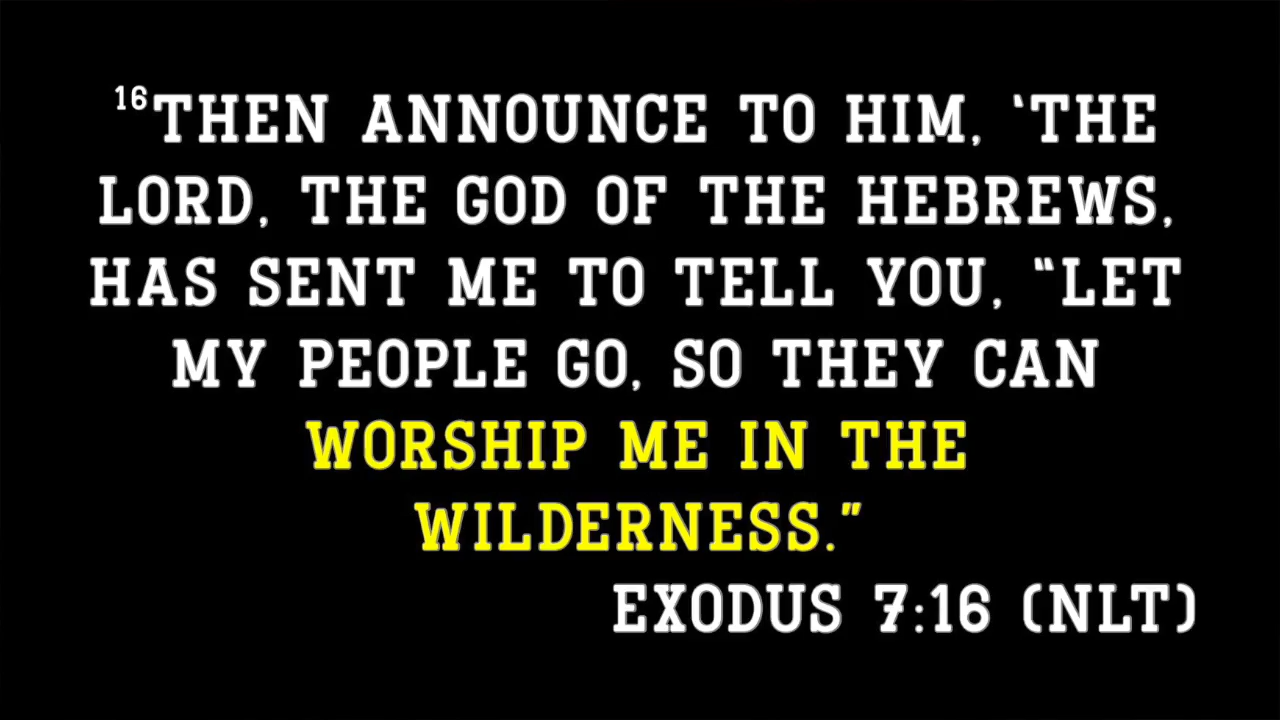 ¹⁶THEN ANNOUNCE TO HIM, ‘THE
LORD, THE GOD OF THE HEBREWS,
HAS SENT ME TO TELL YOU, “LET
MY PEOPLE GO, SO THEY CAN
WORSHIP ME IN THE
WILDERNESS.”
EXODUS 7:16 (NLT)